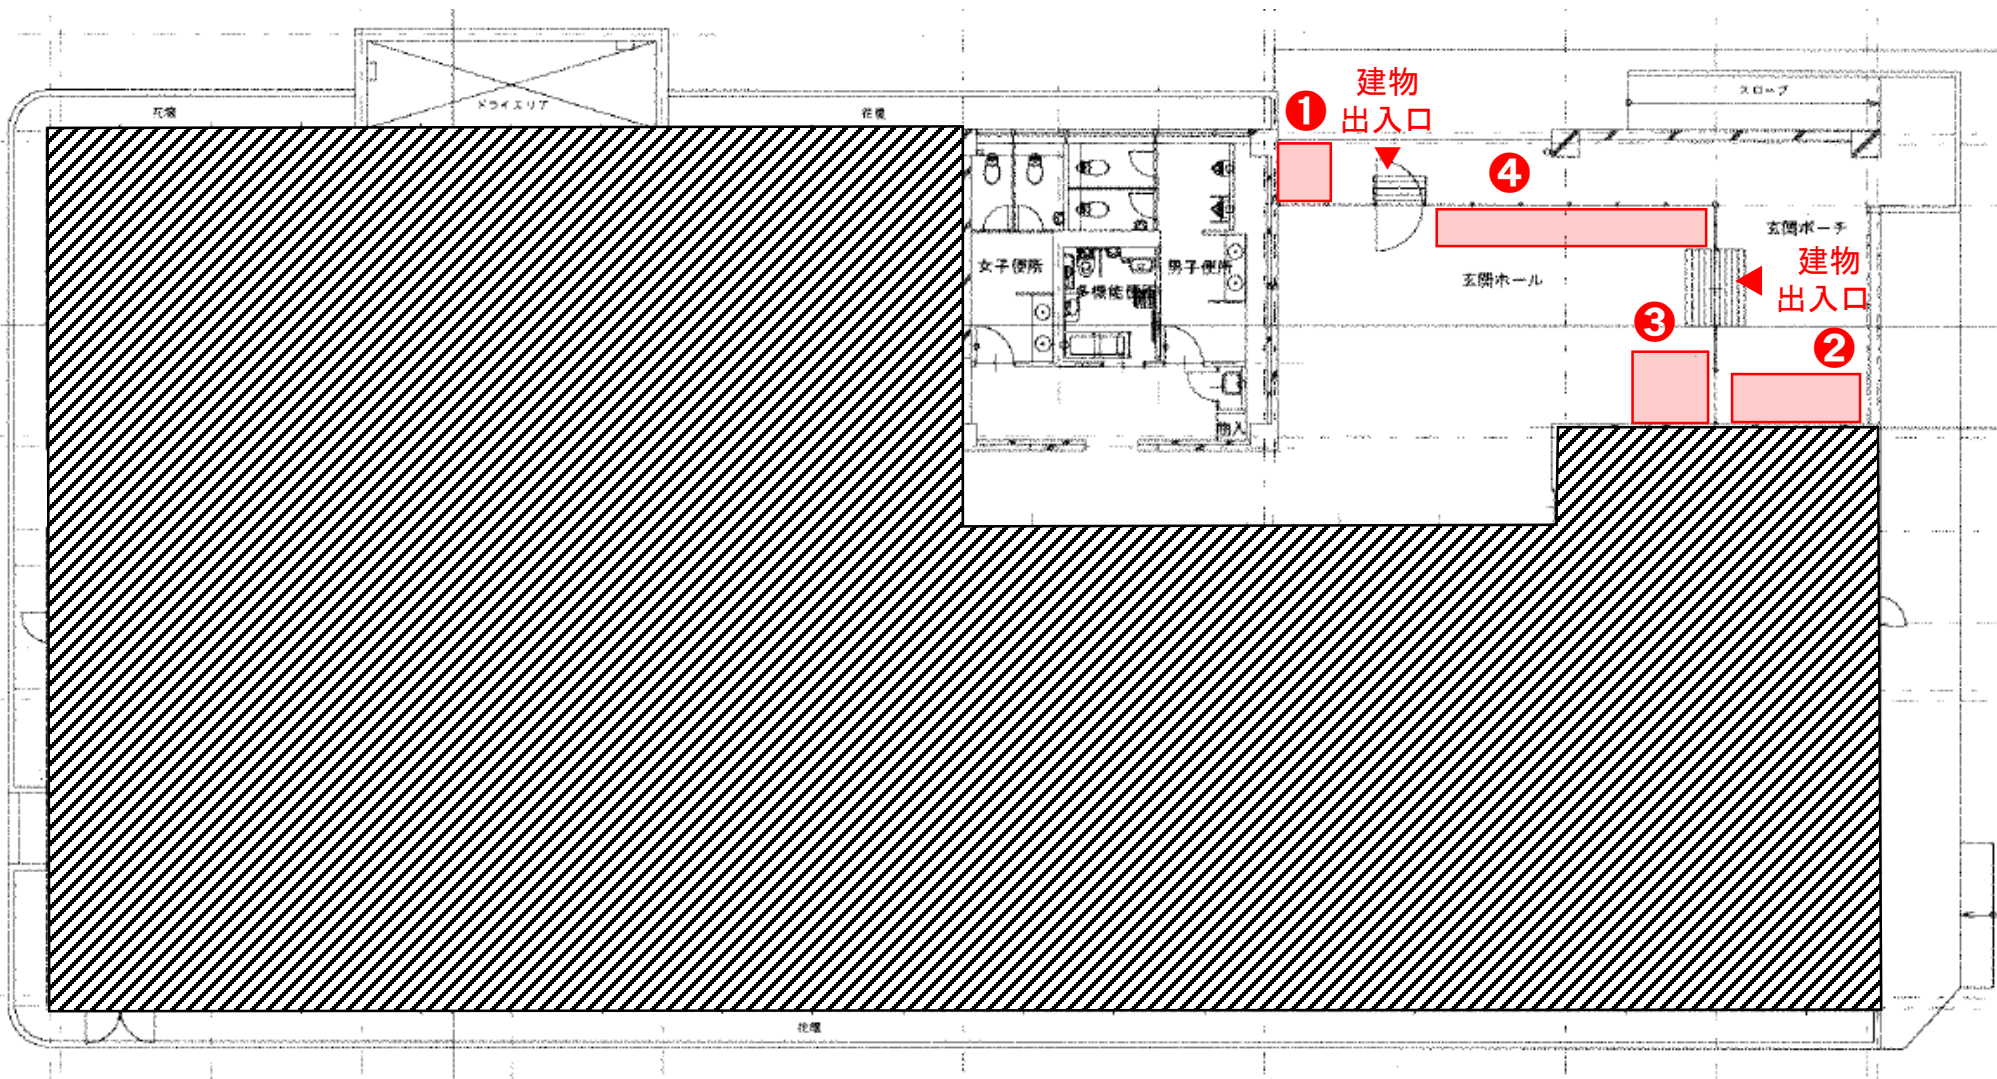 建物
出入口
❶
スロープ
ドライエリア
花壇
花壇
❹
玄関ポーチ
建物
出入口
女子便所
多機能便所
男子便所
玄関ホール
❸
❷
花壇